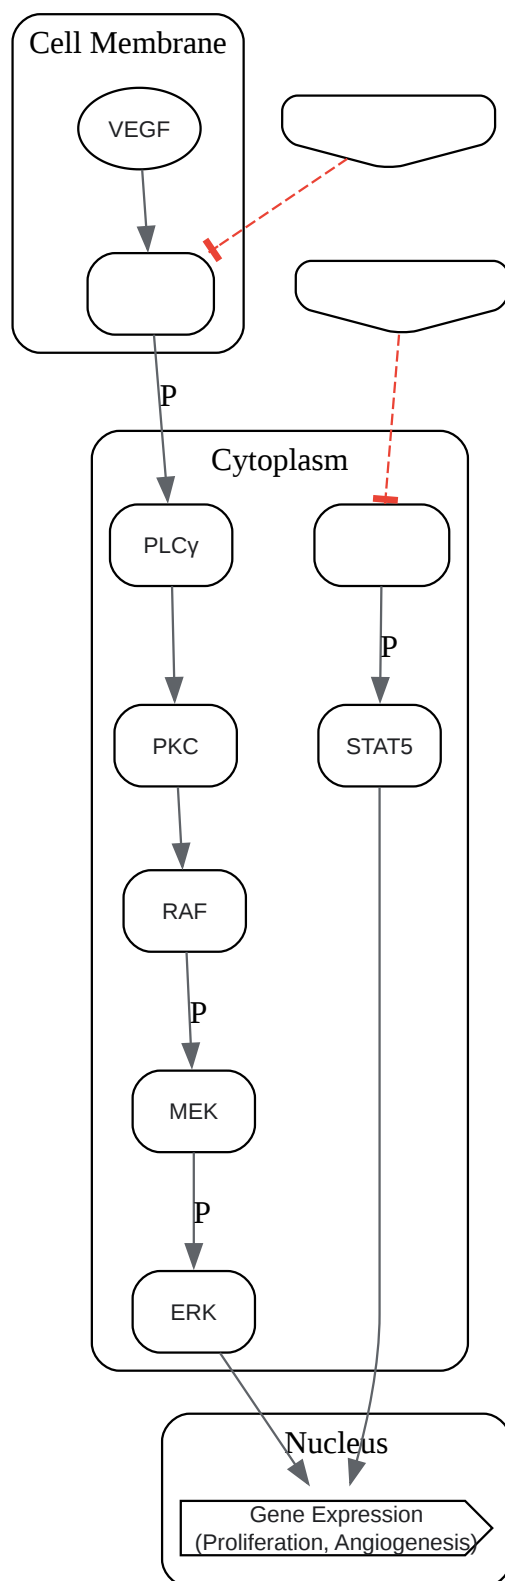 Cell Membrane
VEGF
P
Cytoplasm
PLCγ
P
PKC
STAT5
RAF
P
MEK
P
ERK
Nucleus
Gene Expression
(Proliferation, Angiogenesis)